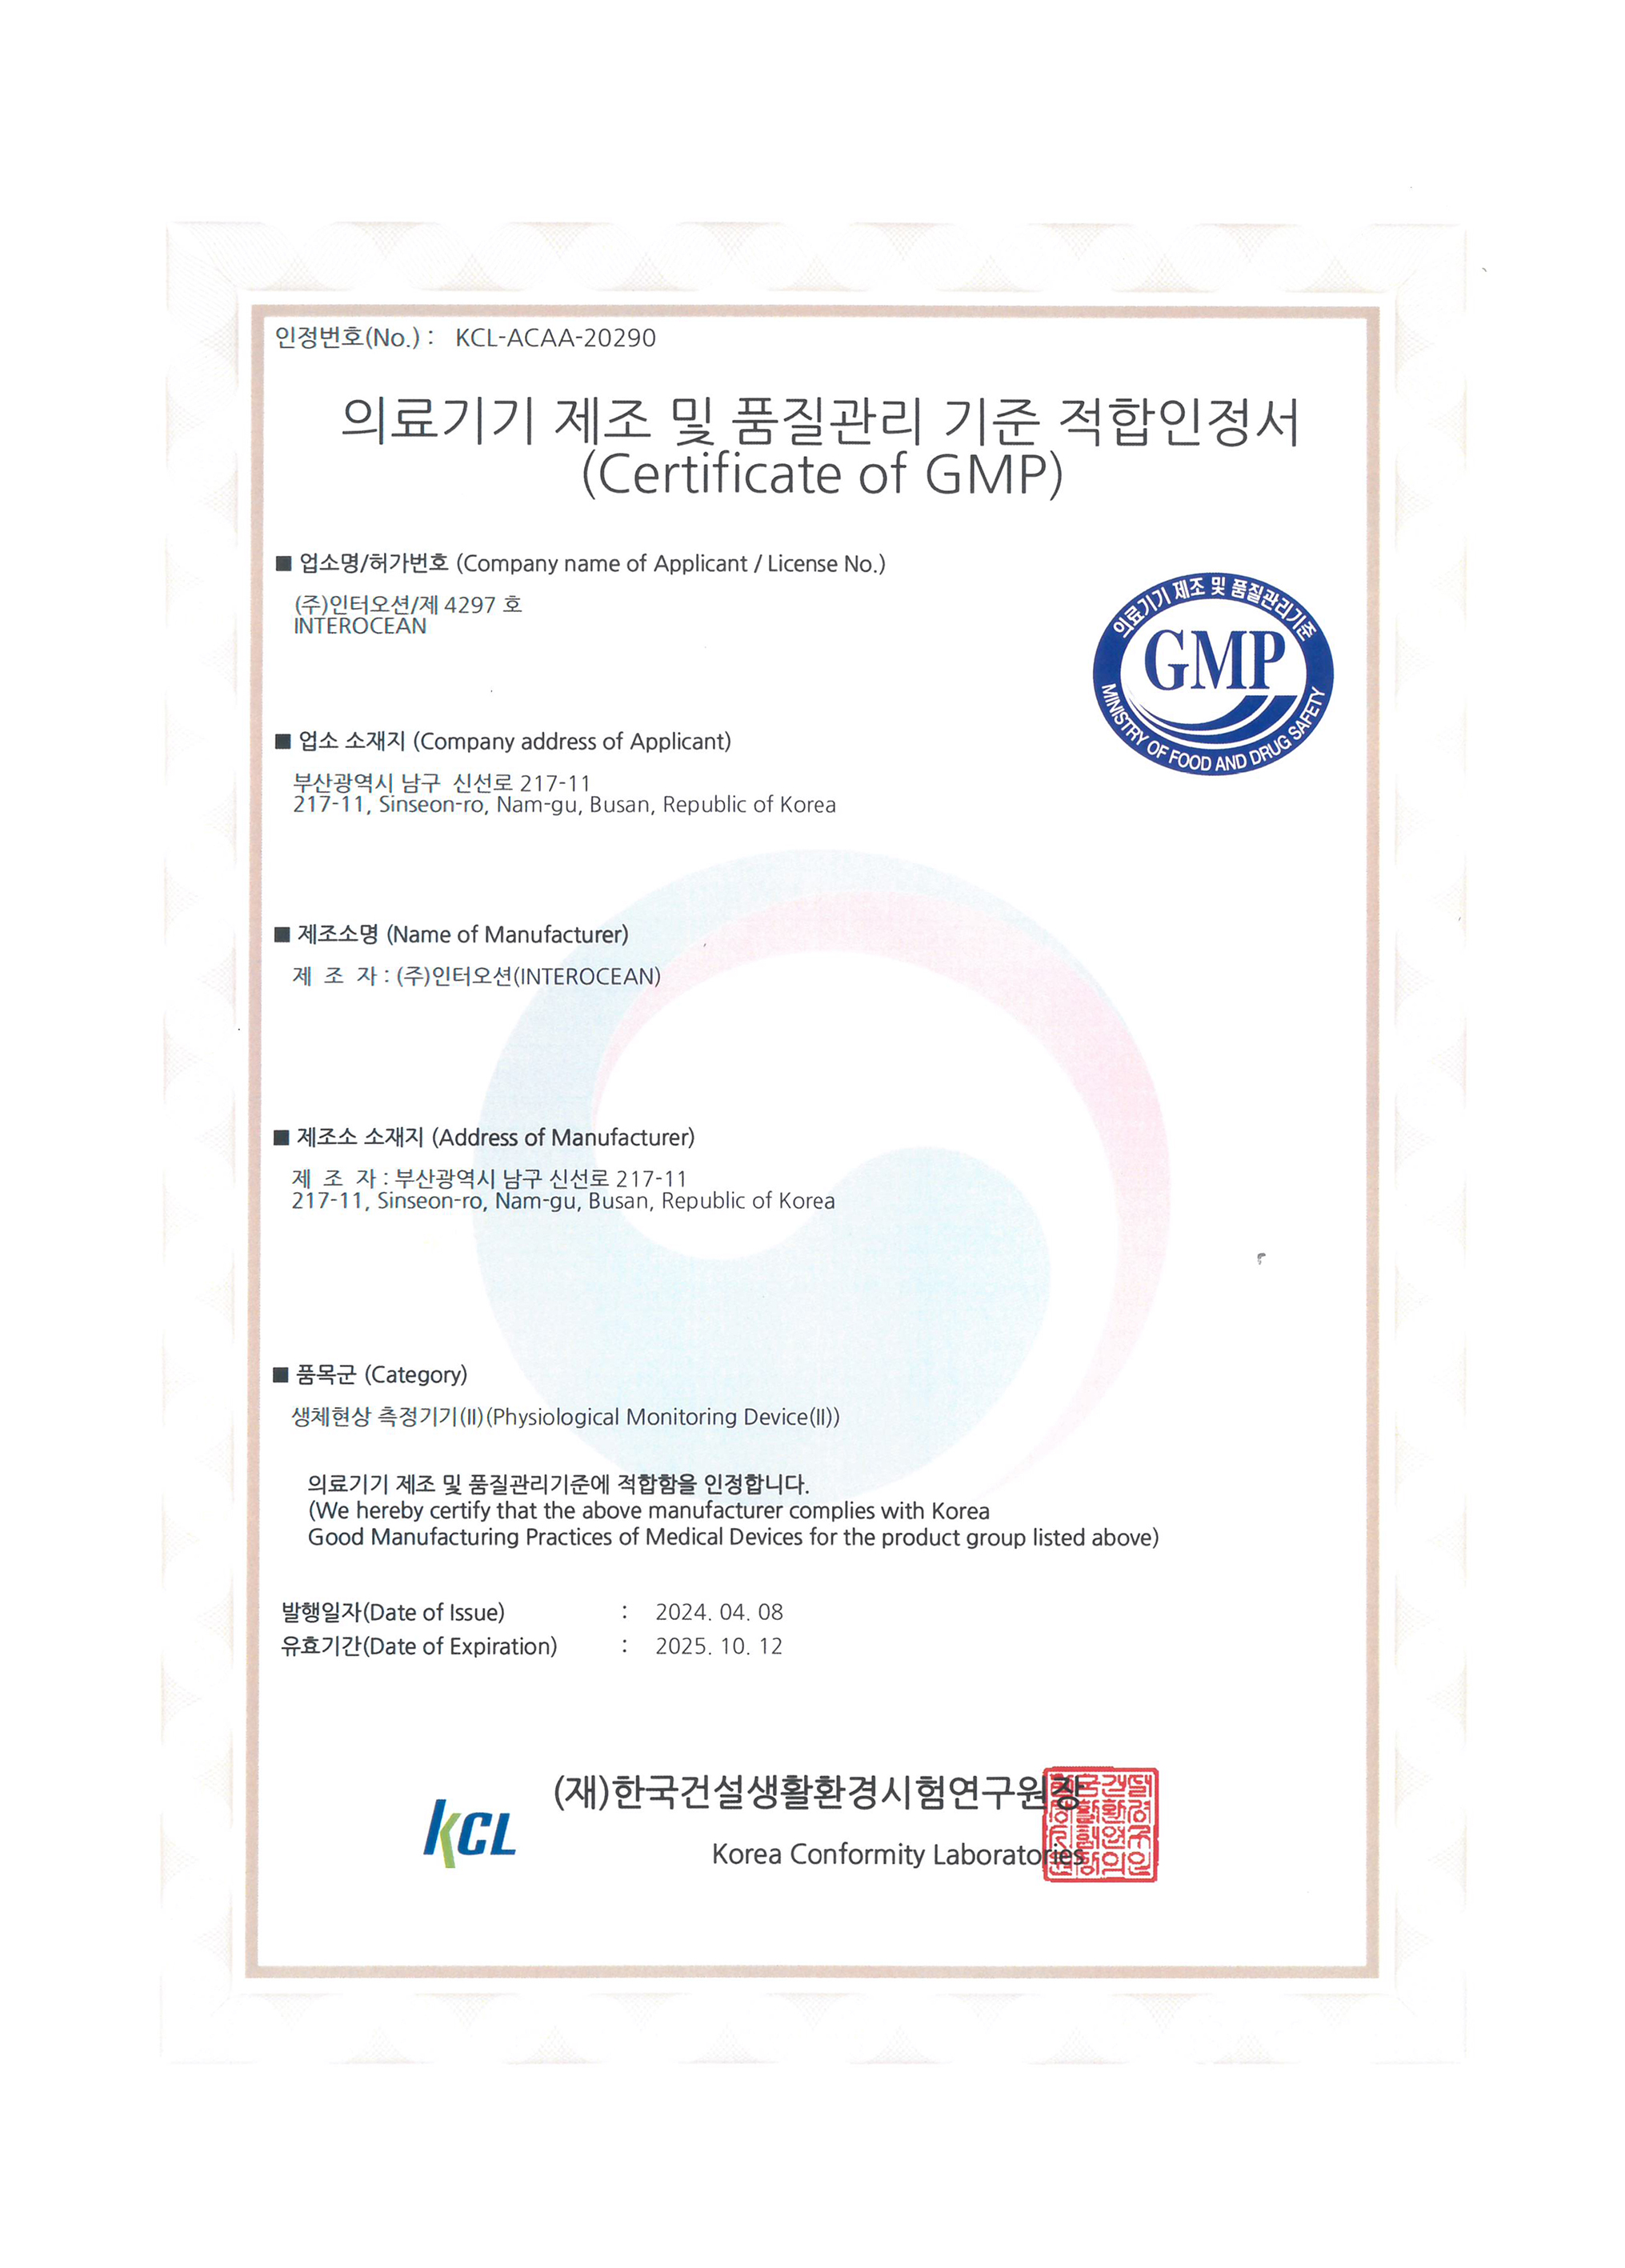 인정번호(No.) : KCL-ACAA-20290
의료기기 제조 및 품질관리 기준 적합인정서
(Certificate of GMP)
■ 업소명/허가번호 (Company name of Applicant / License No.)
(주)인터오션/제 4297 호
INTEROCEAN
의료기기 제조 및 품질관리기준
GMP
MINISTRY OF FOOD AND DRUG SAFETY
■ 업소 소재지 (Company address of Applicant)
부산광역시 남구 신선로 217-11
217-11, Sinseon-ro, Nam-gu, Busan, Republic of Korea
■ 제조소명 (Name of Manufacturer)
제 조 자 : (주)인터오션(INTEROCEAN)
■ 제조소 소재지 (Address of Manufacturer)
제 조 자 : 부산광역시 남구 신선로 217-11
217-11, Sinseon-ro, Nam-gu, Busan, Republic of Korea
■ 품목군 (Category)
생체현상 측정기기(II)(Physiological Monitoring Device(II))
의료기기 제조 및 품질관리기준에 적합함을 인정합니다.
(We hereby certify that the above manufacturer complies with Korea
Good Manufacturing Practices of Medical Devices for the product group listed above)
발행일자(Date of Issue) : 2024. 04. 08
유효기간(Date of Expiration) : 2025. 10. 12
KCL
(재)한국건설생활환경시험연구원장
Korea Conformity Laboratories